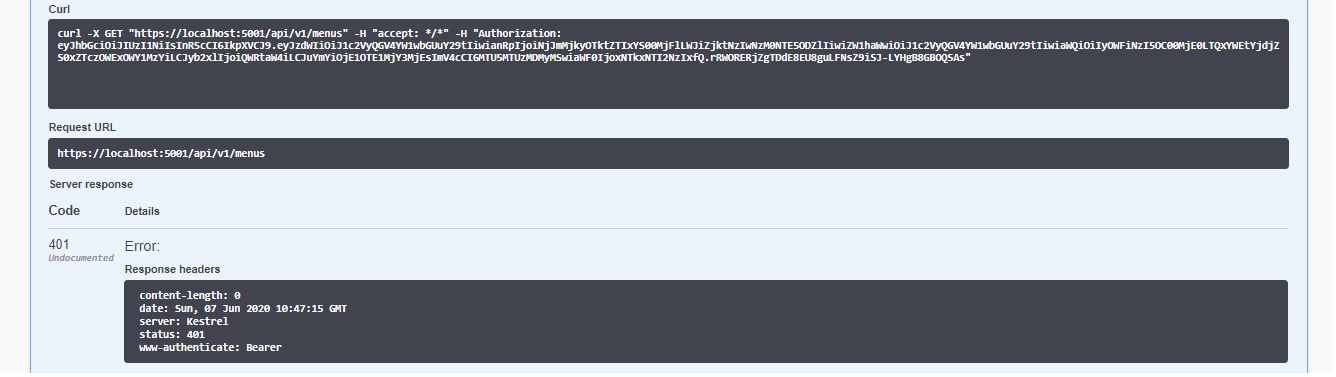 Curl
curl -X GET "https://localhost:5001/api/v1/menus" -H "accept: */*" -H "Authorization:
eyJhbGciOiJIUzI1NiIsInR5cCI6IkpXVCJ9.eyJzdWIiOiJ1c2VyQGV4YW1wbGUuY29tIiwianRpIjoiNjJmMjkyOTktZTIxYS00MjFlLWJiZjktNzIwNzM0NTE5ODZlIiwiZW1haWwiOiJ1c2VyQGV4YW1wbGUuY29tIiwiaWQiOiIyOWFiNzI5OC00MjE0LTQxYWEtYjdjZ
S0xZTczOWExOWY1MzYiLCJyb2xlIjoiQWRtaW4iLCJuYmYiOjE1OTE1MjY3MjEsImV4cCI6MTU5MTUzMDMyMSwiaWF0IjoxNTkxNTI2NzIxfQ.rRWORERjZgTDdE8EU8guLFNsZ9iSJ-LYHgB8GBOQSAs"
Request URL
https://localhost:5001/api/v1/menus
Server response
Code Details
401 Error:
Undocumented
Response headers
content-length: 0
date: Sun, 07 Jun 2020 10:47:15 GMT
server: Kestrel
status: 401
www-authenticate: Bearer